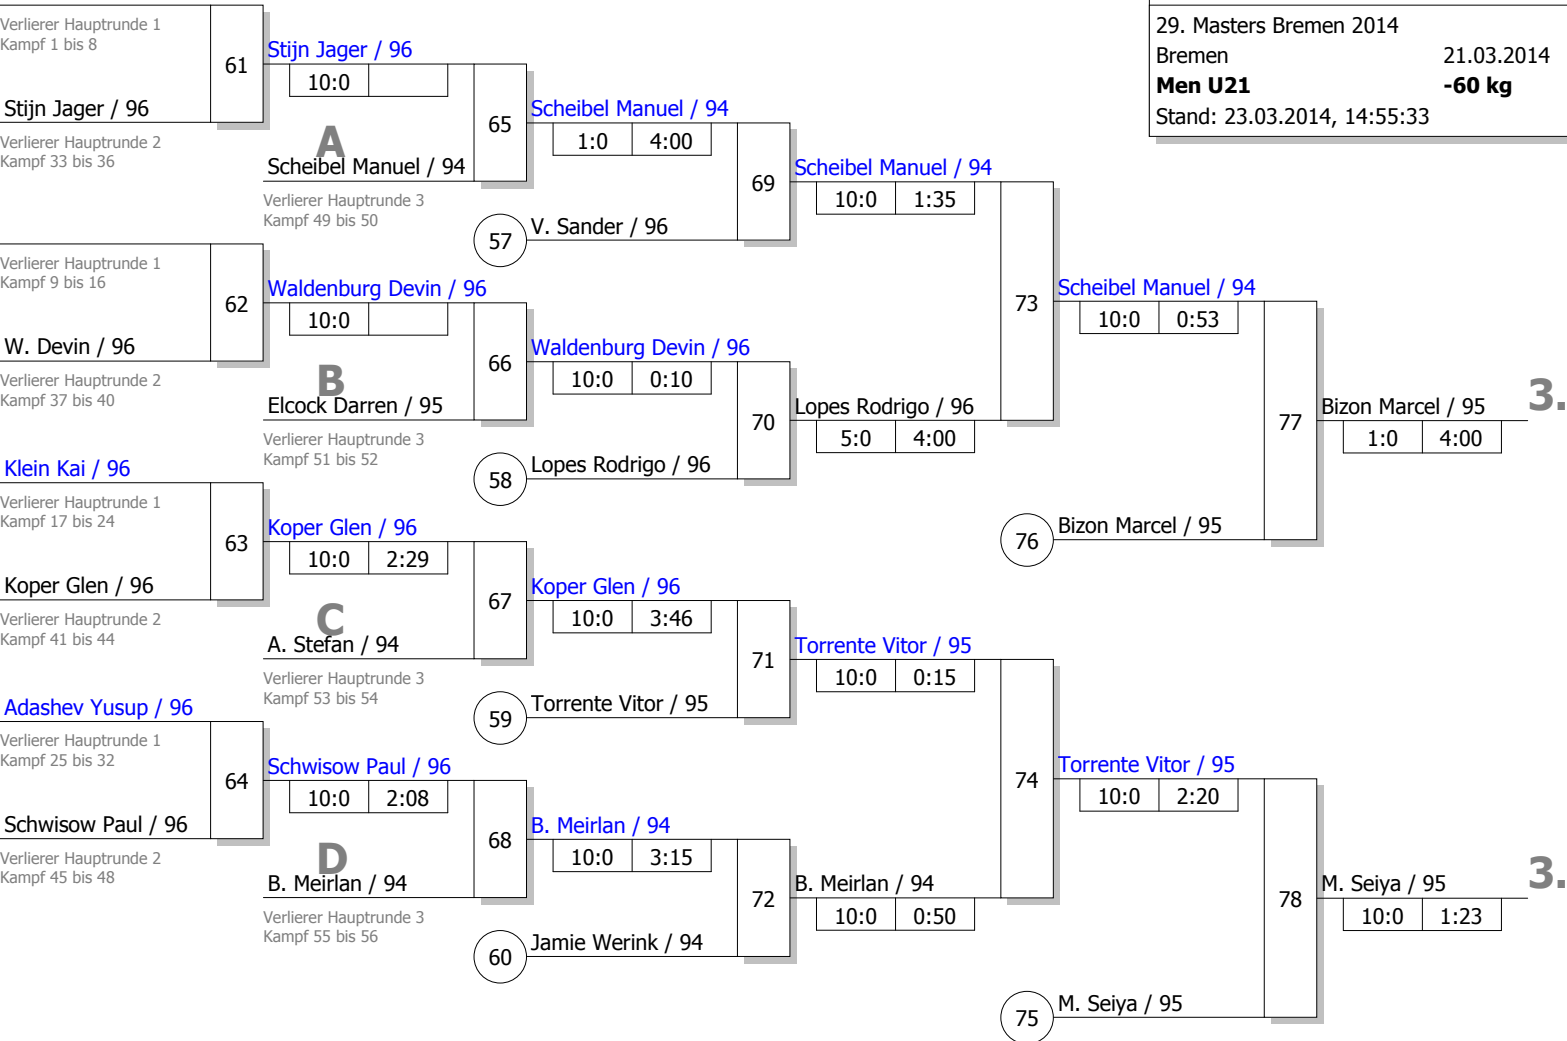 29. Masters Bremen 2014
Bremen 21.03.2014
Men U21 -60 kg
Stand: 23.03.2014, 14:55:33
Verlierer Hauptrunde 1
Kampf 1 bis 8
61
Stijn Jager / 96
Verlierer Hauptrunde 2
Kampf 33 bis 36
Stijn Jager / 96
10:0
A
65
Scheibel Manuel / 94
Verlierer Hauptrunde 3
Kampf 49 bis 50
Scheibel Manuel / 94
1:0 4:00
69
57
V. Sander / 96
Scheibel Manuel / 94
10:0 1:35
Verlierer Hauptrunde 1
Kampf 9 bis 16
62
W. Devin / 96
Verlierer Hauptrunde 2
Kampf 37 bis 40
Waldenburg Devin / 96
10:0
B
66
Elcock Darren / 95
Verlierer Hauptrunde 3
Kampf 51 bis 52
Waldenburg Devin / 96
10:0 0:10
70
58
Lopes Rodrigo / 96
Lopes Rodrigo / 96
5:0 4:00
73
Scheibel Manuel / 94
10:0 0:53
77
76
Bizon Marcel / 95
Bizon Marcel / 95
1:0 4:00
3.
Klein Kai / 96
Verlierer Hauptrunde 1
Kampf 17 bis 24
63
Koper Glen / 96
Verlierer Hauptrunde 2
Kampf 41 bis 44
Koper Glen / 96
10:0 2:29
C
67
A. Stefan / 94
Verlierer Hauptrunde 3
Kampf 53 bis 54
Koper Glen / 96
10:0 3:46
71
59
Torrente Vitor / 95
Torrente Vitor / 95
10:0 0:15
Adashev Yusup / 96
Verlierer Hauptrunde 1
Kampf 25 bis 32
64
Schwisow Paul / 96
Verlierer Hauptrunde 2
Kampf 45 bis 48
Schwisow Paul / 96
10:0 2:08
D
68
B. Meirlan / 94
Verlierer Hauptrunde 3
Kampf 55 bis 56
B. Meirlan / 94
10:0 3:15
72
60
Jamie Werink / 94
B. Meirlan / 94
10:0 0:50
74
Torrente Vitor / 95
10:0 2:20
78
75
M. Seiya / 95
M. Seiya / 95
10:0 1:23
3.